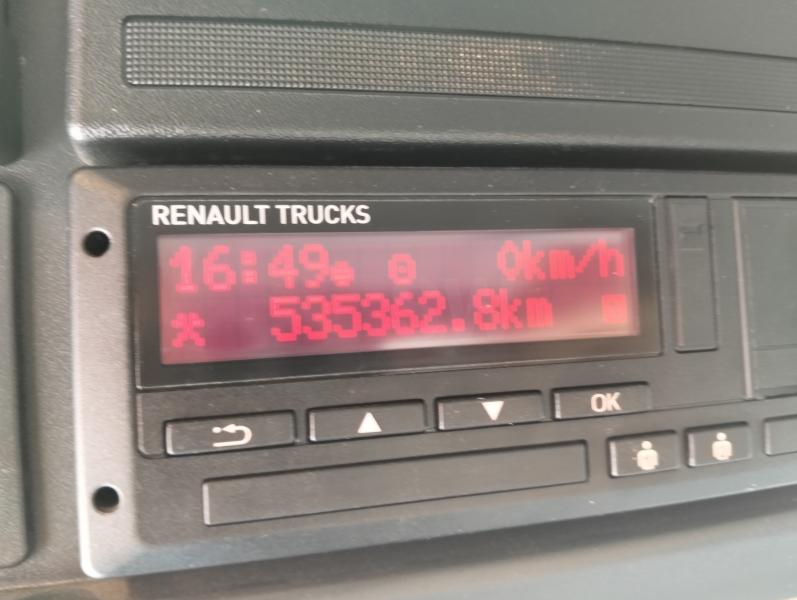 RENAULT TRUCKS
16:49 0km/h
535362.8km
OK